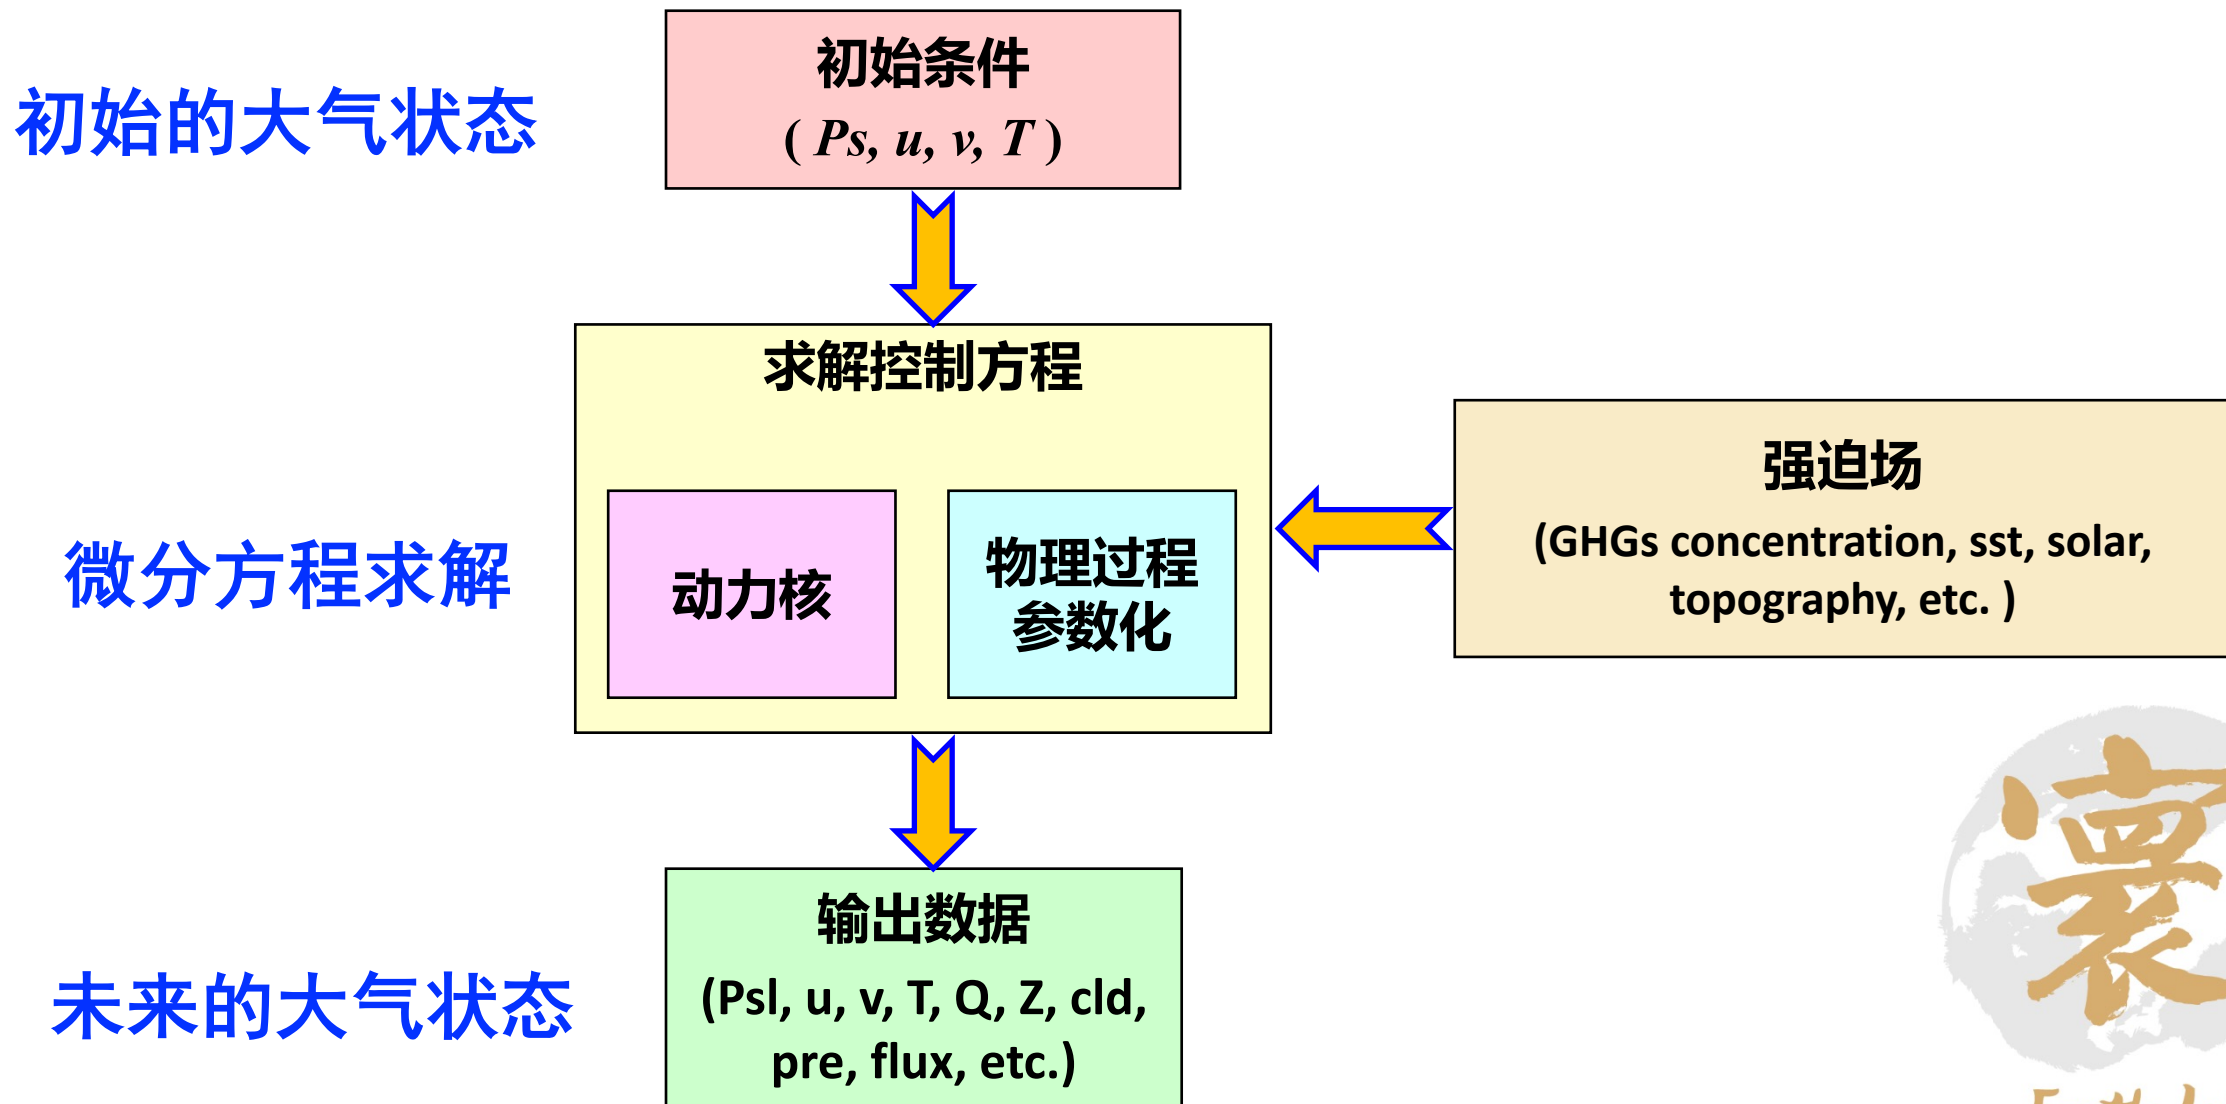 初始的大气状态
初始条件
( Ps, u, v, T )
求解控制方程
微分方程求解
动力核
物理过程
参数化
强迫场
(GHGs concentration, sst, solar,
topography, etc. )
输出数据
未来的大气状态
(Psl, u, v, T, Q, Z, cld,
pre, flux, etc.)
寰